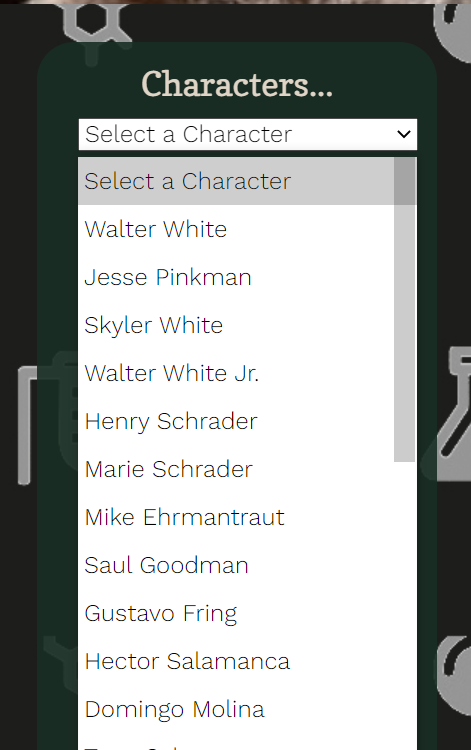 Characters...
Select a Character
Select a Character
Walter White
Jesse Pinkman
Skyler White
Walter White Jr.
Henry Schrader
Marie Schrader
Mike Ehrmantraut
Saul Goodman
Gustavo Fring
Hector Salamanca
Domingo Molina